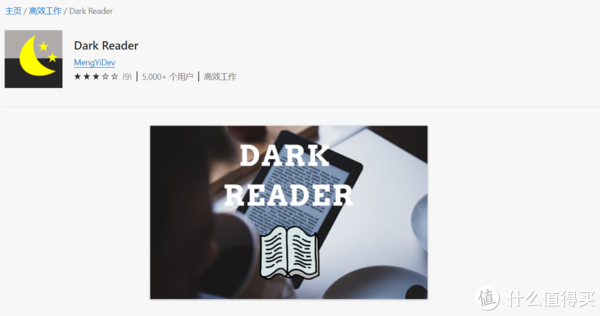 主页 / 高效工作 / Dark Reader
Dark Reader
MengYiDev
★★★☆☆ (9) | 5,000+ 个用户 | 高效工作
DARK
READER
值 什么值得买